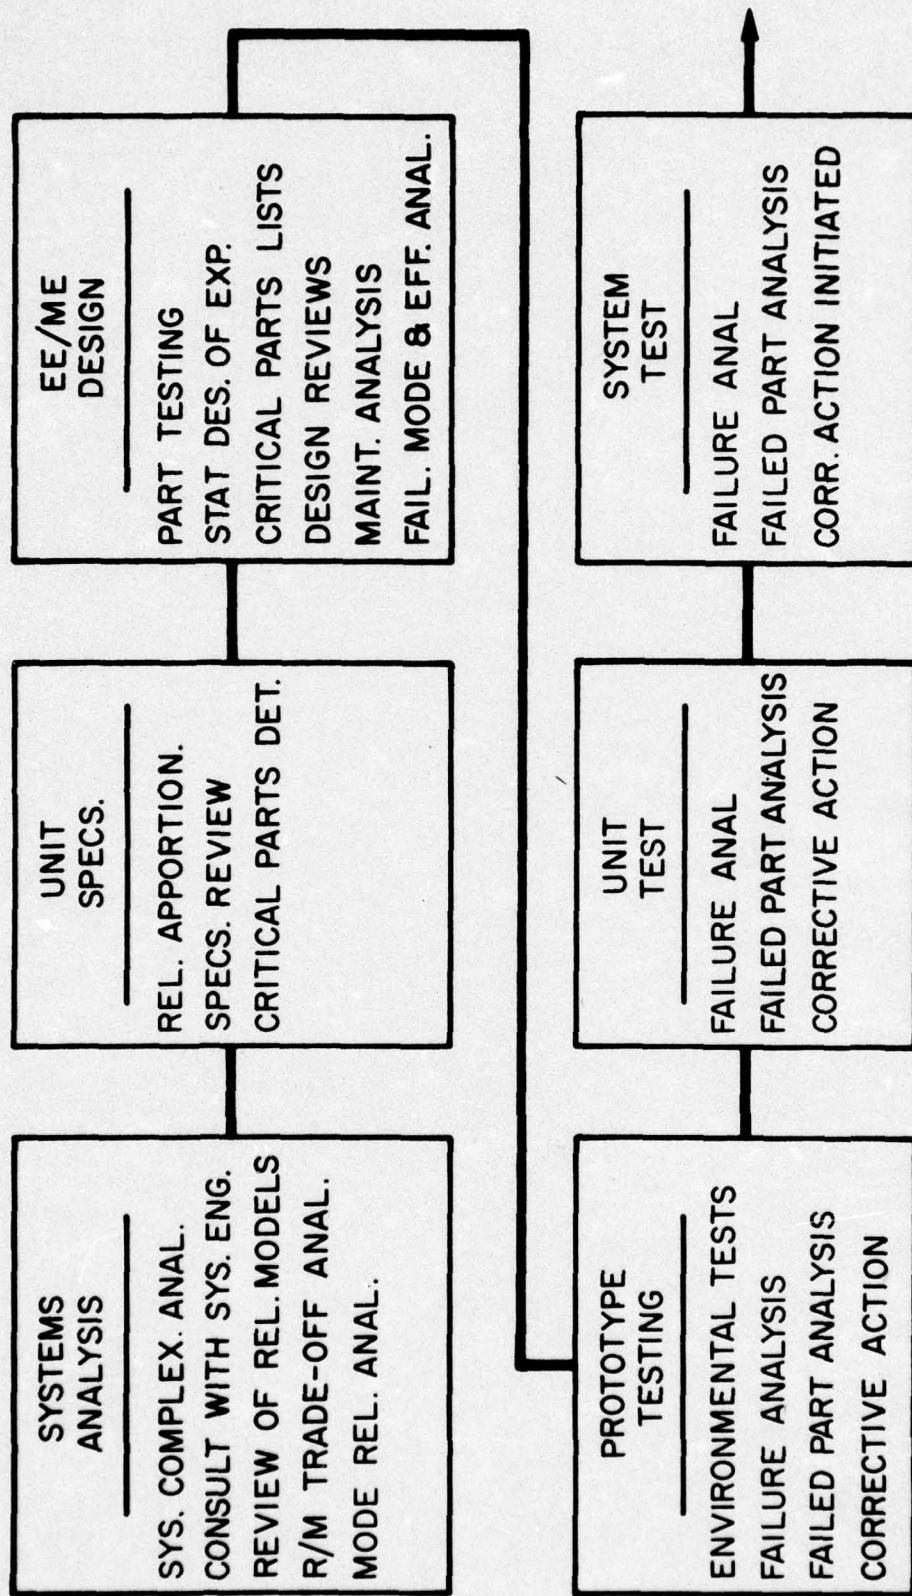 SYSTEMS
ANALYSIS
SYS. COMPLEX. ANAL.
CONSULT WITH SYS. ENG.
REVIEW OF REL. MODELS
R/M TRADE-OFF ANAL.
MODE REL. ANAL.
UNIT
SPECS.
REL. APPORTION.
SPECS. REVIEW
CRITICAL PARTS DET.
EE/ME
DESIGN
PART TESTING
STAT DES. OF EXP.
CRITICAL PARTS LISTS
DESIGN REVIEWS
MAINT. ANALYSIS
FAIL. MODE & EFF. ANAL.
PROTOTYPE
TESTING
ENVIRONMENTAL TESTS
FAILURE ANALYSIS
FAILED PART ANALYSIS
CORRECTIVE ACTION
UNIT
TEST
FAILURE ANAL
FAILED PART ANALYSIS
CORRECTIVE ACTION
SYSTEM
TEST
FAILURE ANAL
FAILED PART ANALYSIS
CORR. ACTION INITIATED